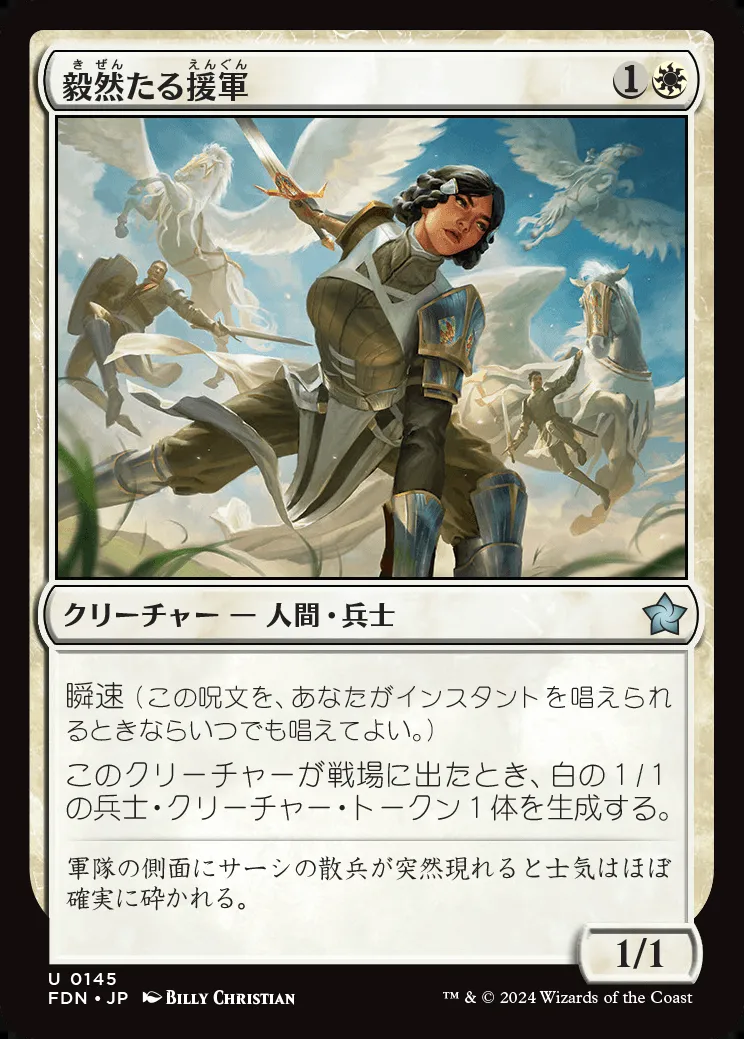 きぜん えんぐん
毅然たる援軍 1
クリーチャー — 人間・兵士
瞬速（この呪文を、あなたがインスタントを唱えられ
るときならいつでも唱えてよい。）
このクリーチャーが戦場に出たとき、白の1/1
の兵士・クリーチャー・トークン1体を生成する。
軍隊の側面にサーシの散兵が突然現れると士気はほぼ
確実に砕かれる。
1/1
U 0145
FDN • JP Billy Christian
™ & © 2024 Wizards of the Coast